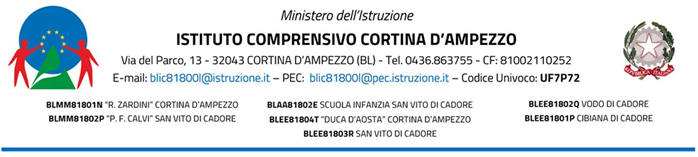 Ministero dell'Istruzione
ISTITUTO COMPRENSIVO CORTINA D'AMPEZZO
Via del Parco, 13 - 32043 CORTINA D'AMPEZZO (BL) - Tel. 0436.863755 - CF: 81002110252
E-mail: blic81800l@istruzione.it – PEC: blic81800l@pec.istruzione.it – Codice Univoco: UF7P72
BLMM81801N "R. ZARDINI" CORTINA D'AMPEZZO BLAA81802E SCUOLA INFANZIA SAN VITO DI CADORE BLEE81802Q VODO DI CADORE
BLMM81802P "P. F. CALVI" SAN VITO DI CADORE BLEE81804T "DUCA D'AOSTA" CORTINA D'AMPEZZO BLEE81801P CIBIANA DI CADORE
BLEE81803R SAN VITO DI CADORE
REPVBBLICA ITALIANA